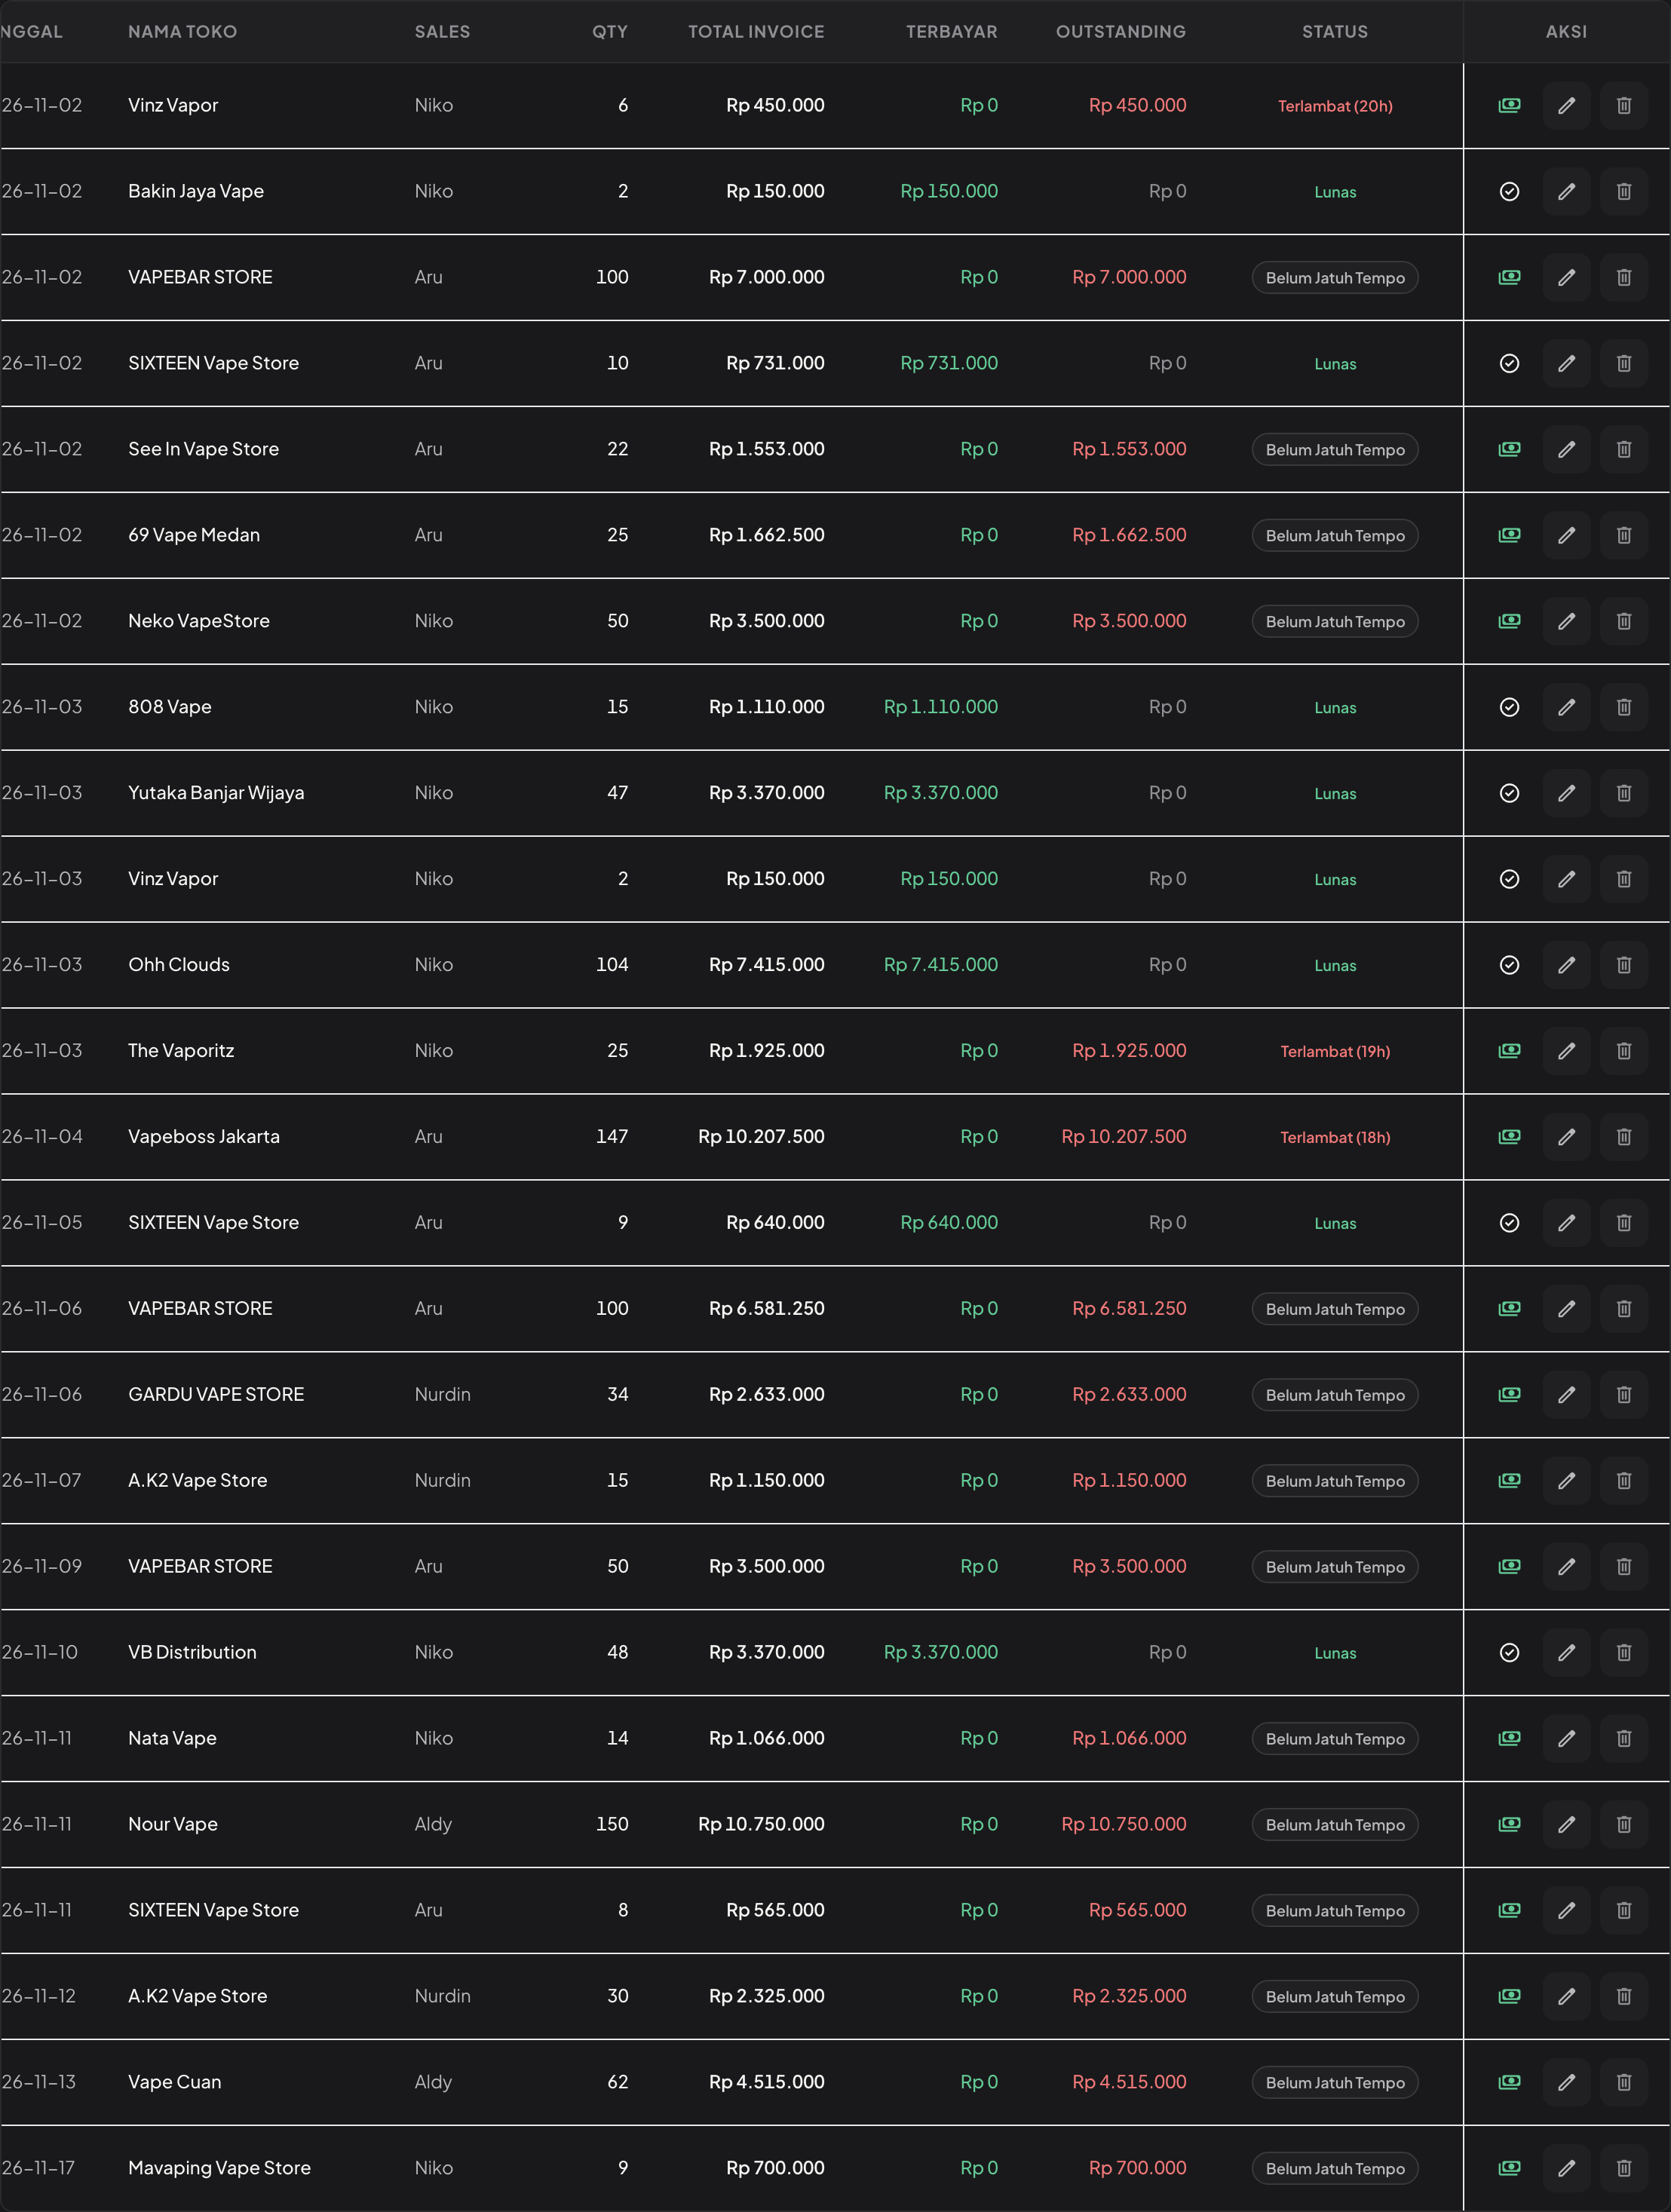 NGGAL NAMA TOKO SALES QTY TOTAL INVOICE TERBAYAR OUTSTANDING STATUS AKSI
26-11-02 Vinz Vapor Niko 6 Rp 450.000 Rp 0 Rp 450.000 Terlambat (20h)
26-11-02 Bakin Jaya Vape Niko 2 Rp 150.000 Rp 150.000 Rp 0 Lunas
26-11-02 VAPEBAR STORE Aru 100 Rp 7.000.000 Rp 0 Rp 7.000.000 Belum Jatuh Tempo
26-11-02 SIXTEEN Vape Store Aru 10 Rp 731.000 Rp 731.000 Rp 0 Lunas
26-11-02 See In Vape Store Aru 22 Rp 1.553.000 Rp 0 Rp 1.553.000 Belum Jatuh Tempo
26-11-02 69 Vape Medan Aru 25 Rp 1.662.500 Rp 0 Rp 1.662.500 Belum Jatuh Tempo
26-11-02 Neko VapeStore Niko 50 Rp 3.500.000 Rp 0 Rp 3.500.000 Belum Jatuh Tempo
26-11-03 808 Vape Niko 15 Rp 1.110.000 Rp 1.110.000 Rp 0 Lunas
26-11-03 Yutaka Banjar Wijaya Niko 47 Rp 3.370.000 Rp 3.370.000 Rp 0 Lunas
26-11-03 Vinz Vapor Niko 2 Rp 150.000 Rp 150.000 Rp 0 Lunas
26-11-03 Ohh Clouds Niko 104 Rp 7.415.000 Rp 7.415.000 Rp 0 Lunas
26-11-03 The Vaporitz Niko 25 Rp 1.925.000 Rp 0 Rp 1.925.000 Terlambat (19h)
26-11-04 Vapeboss Jakarta Aru 147 Rp 10.207.500 Rp 0 Rp 10.207.500 Terlambat (18h)
26-11-05 SIXTEEN Vape Store Aru 9 Rp 640.000 Rp 640.000 Rp 0 Lunas
26-11-06 VAPEBAR STORE Aru 100 Rp 6.581.250 Rp 0 Rp 6.581.250 Belum Jatuh Tempo
26-11-06 GARDU VAPE STORE Nurdin 34 Rp 2.633.000 Rp 0 Rp 2.633.000 Belum Jatuh Tempo
26-11-07 A.K2 Vape Store Nurdin 15 Rp 1.150.000 Rp 0 Rp 1.150.000 Belum Jatuh Tempo
26-11-09 VAPEBAR STORE Aru 50 Rp 3.500.000 Rp 0 Rp 3.500.000 Belum Jatuh Tempo
26-11-10 VB Distribution Niko 48 Rp 3.370.000 Rp 3.370.000 Rp 0 Lunas
26-11-11 Nata Vape Niko 14 Rp 1.066.000 Rp 0 Rp 1.066.000 Belum Jatuh Tempo
26-11-11 Nour Vape Aldy 150 Rp 10.750.000 Rp 0 Rp 10.750.000 Belum Jatuh Tempo
26-11-11 SIXTEEN Vape Store Aru 8 Rp 565.000 Rp 0 Rp 565.000 Belum Jatuh Tempo
26-11-12 A.K2 Vape Store Nurdin 30 Rp 2.325.000 Rp 0 Rp 2.325.000 Belum Jatuh Tempo
26-11-13 Vape Cuan Aldy 62 Rp 4.515.000 Rp 0 Rp 4.515.000 Belum Jatuh Tempo
26-11-17 Mavaping Vape Store Niko 9 Rp 700.000 Rp 0 Rp 700.000 Belum Jatuh Tempo